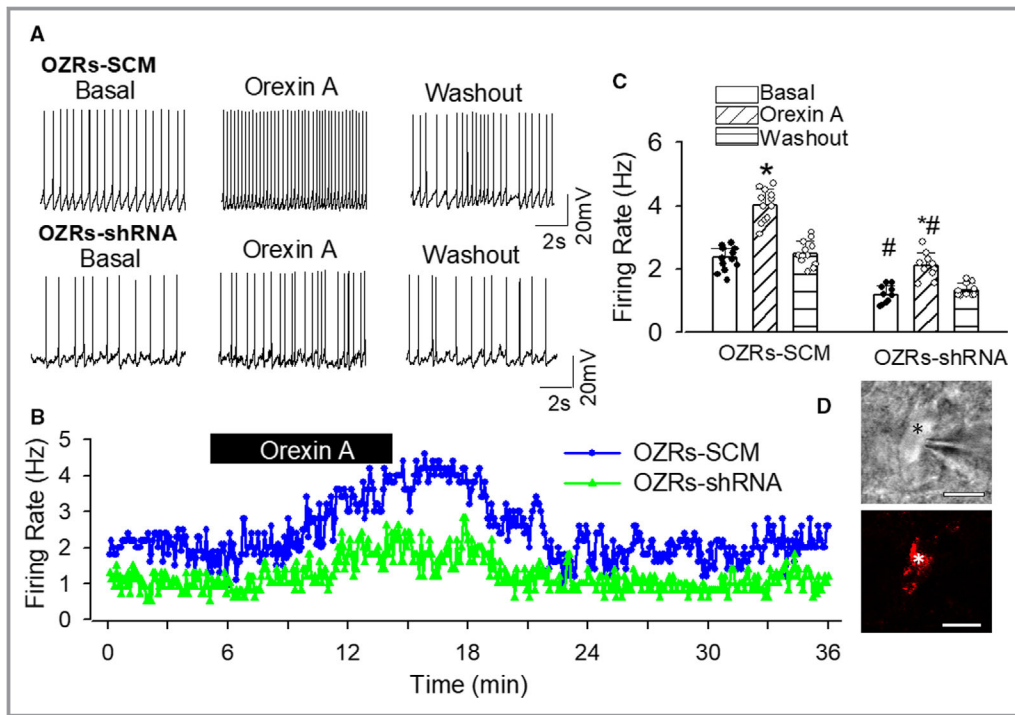 A
OZRs-SCM
Basal
Orexin A
Washout
2s
20mV
OZRs-shRNA
Basal
Orexin A
Washout
2s
20mV
C
Basal
Orexin A
Washout
Firing Rate (Hz)
6
4
2
0
*
#
*#
OZRs-SCM
OZRs-shRNA
B
Orexin A
OZRs-SCM
OZRs-shRNA
Firing Rate (Hz)
5
4
3
2
1
0
0 6 12 18 24 30 36
Time (min)
D
*
*